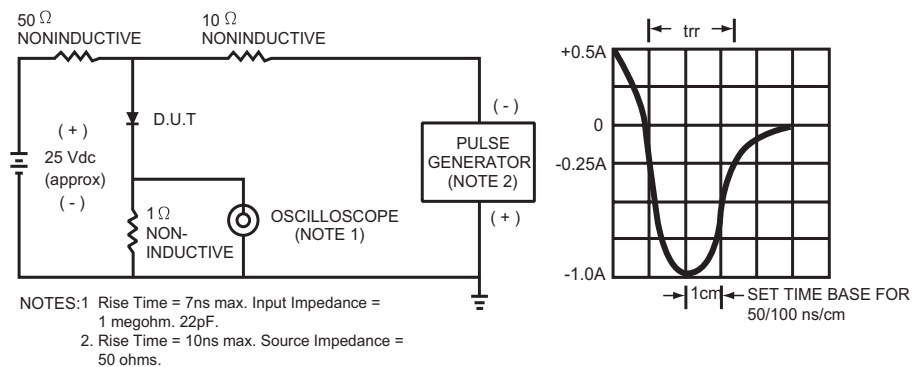 50 Ω
NONINDUCTIVE
10 Ω
NONINDUCTIVE
( + )
25 Vdc
(approx)
( - )
D.U.T
1 Ω
NON-
INDUCTIVE
OSCILLOSCOPE
(NOTE 1)
( - )
PULSE
GENERATOR
(NOTE 2)
( + )
trr
+0.5A
0
-0.25A
-1.0A
1cm
SET TIME BASE FOR
50/100 ns/cm
NOTES:1 Rise Time = 7ns max. Input Impedance =
1 megohm. 22pF.
2. Rise Time = 10ns max. Source Impedance =
50 ohms.